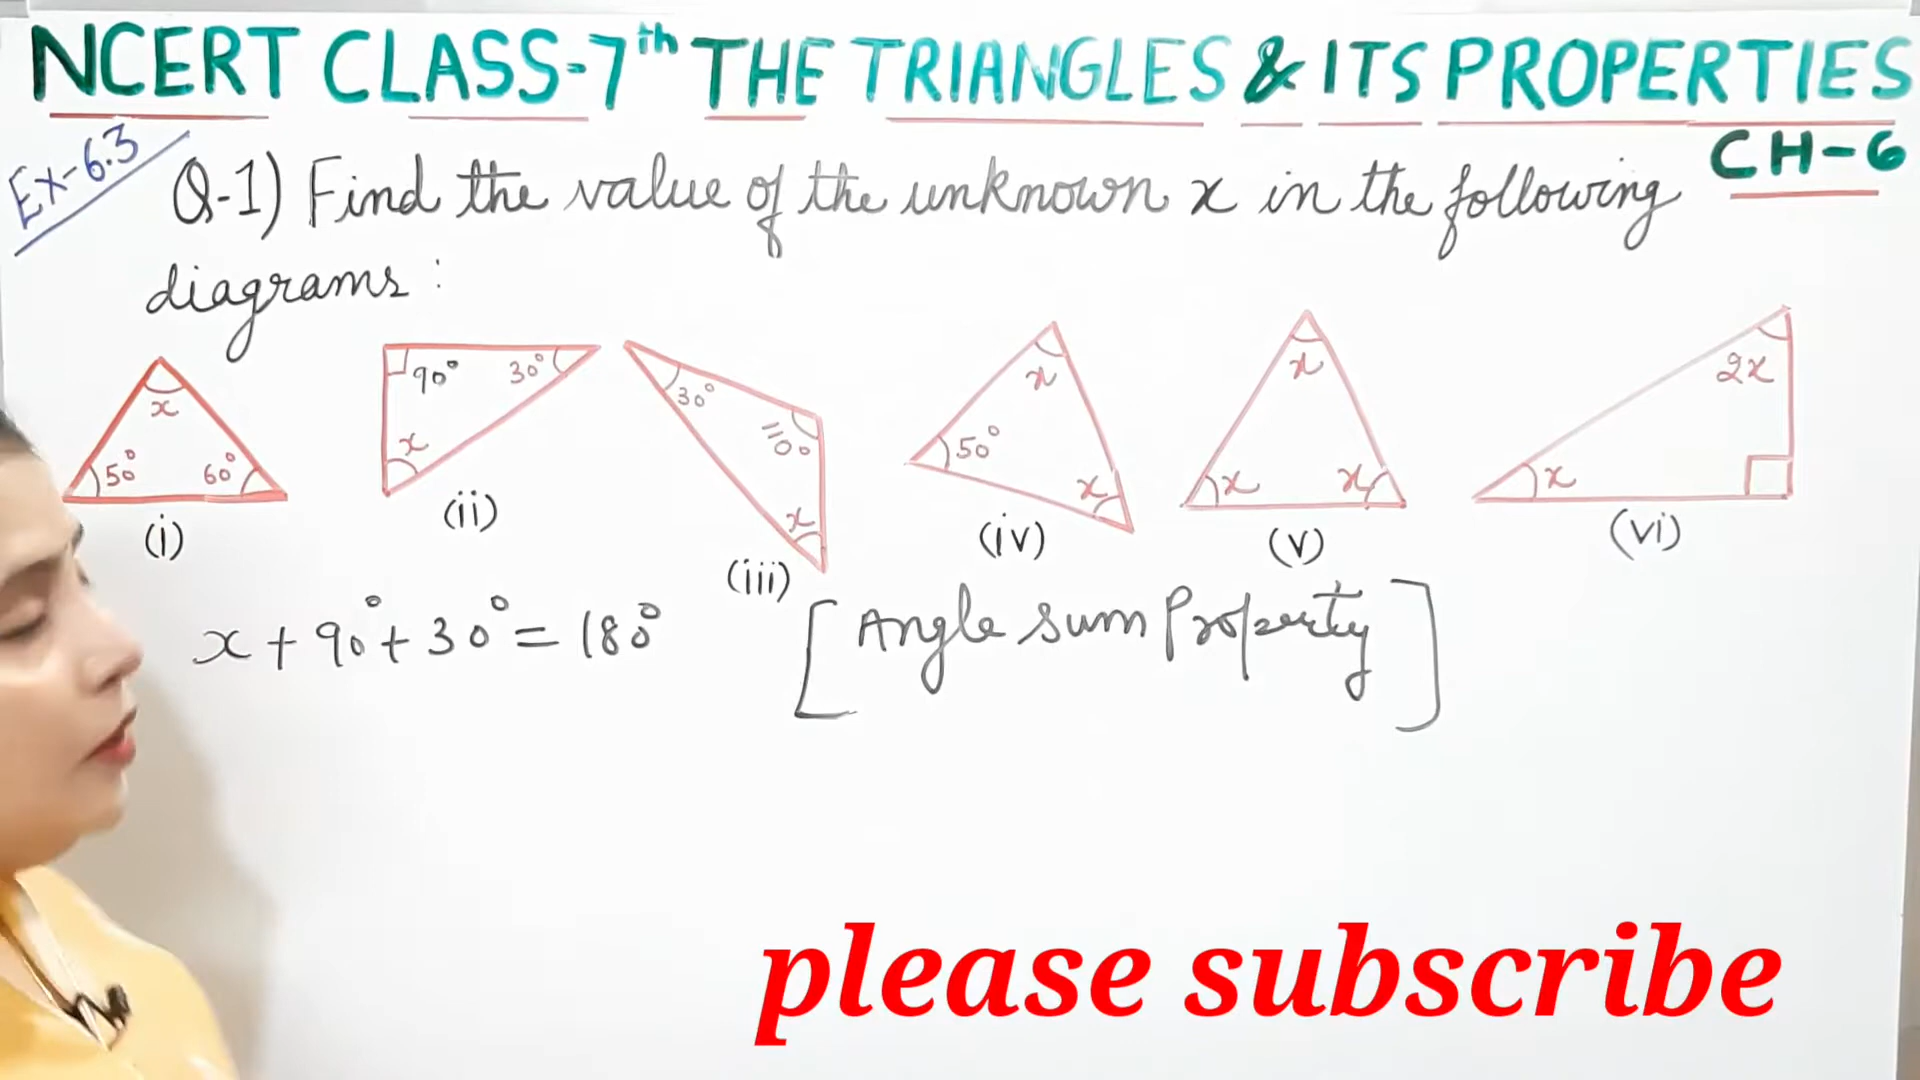 NCERT CLASS-7th THE TRIANGLES & ITS PROPERTIES
CH-6
Ex-6.3
Q-1) Find the value of the unknown x in the following
diagrams:
x
50°
60°
(i)
90°
30°
x
(ii)
30°
110°
x
(iii)
x
50°
x
(iv)
x
x
x
(v)
2x
x
(vi)
x + 90° + 30° = 180° [Angle sum Property]
please subscribe